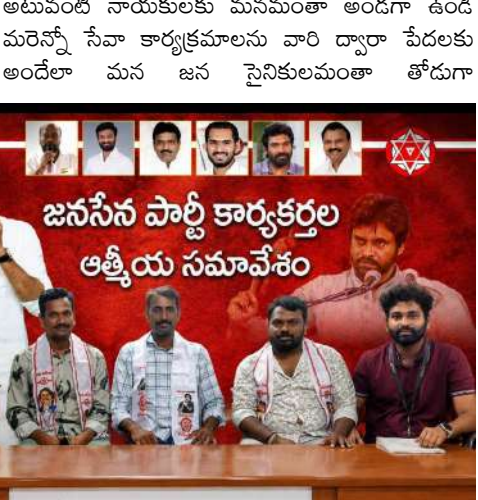 అటువంటి నాయకులకు మనమంతా అండగా ఉండి
మరెన్నో సేవా కార్యక్రమాలను వారి ద్వారా పేదలకు
అందేలా మన జన సైనికులమంతా తోడుగా
జనసేన పార్టీ కార్యకర్తల
ఆత్మీయ సమావేశం